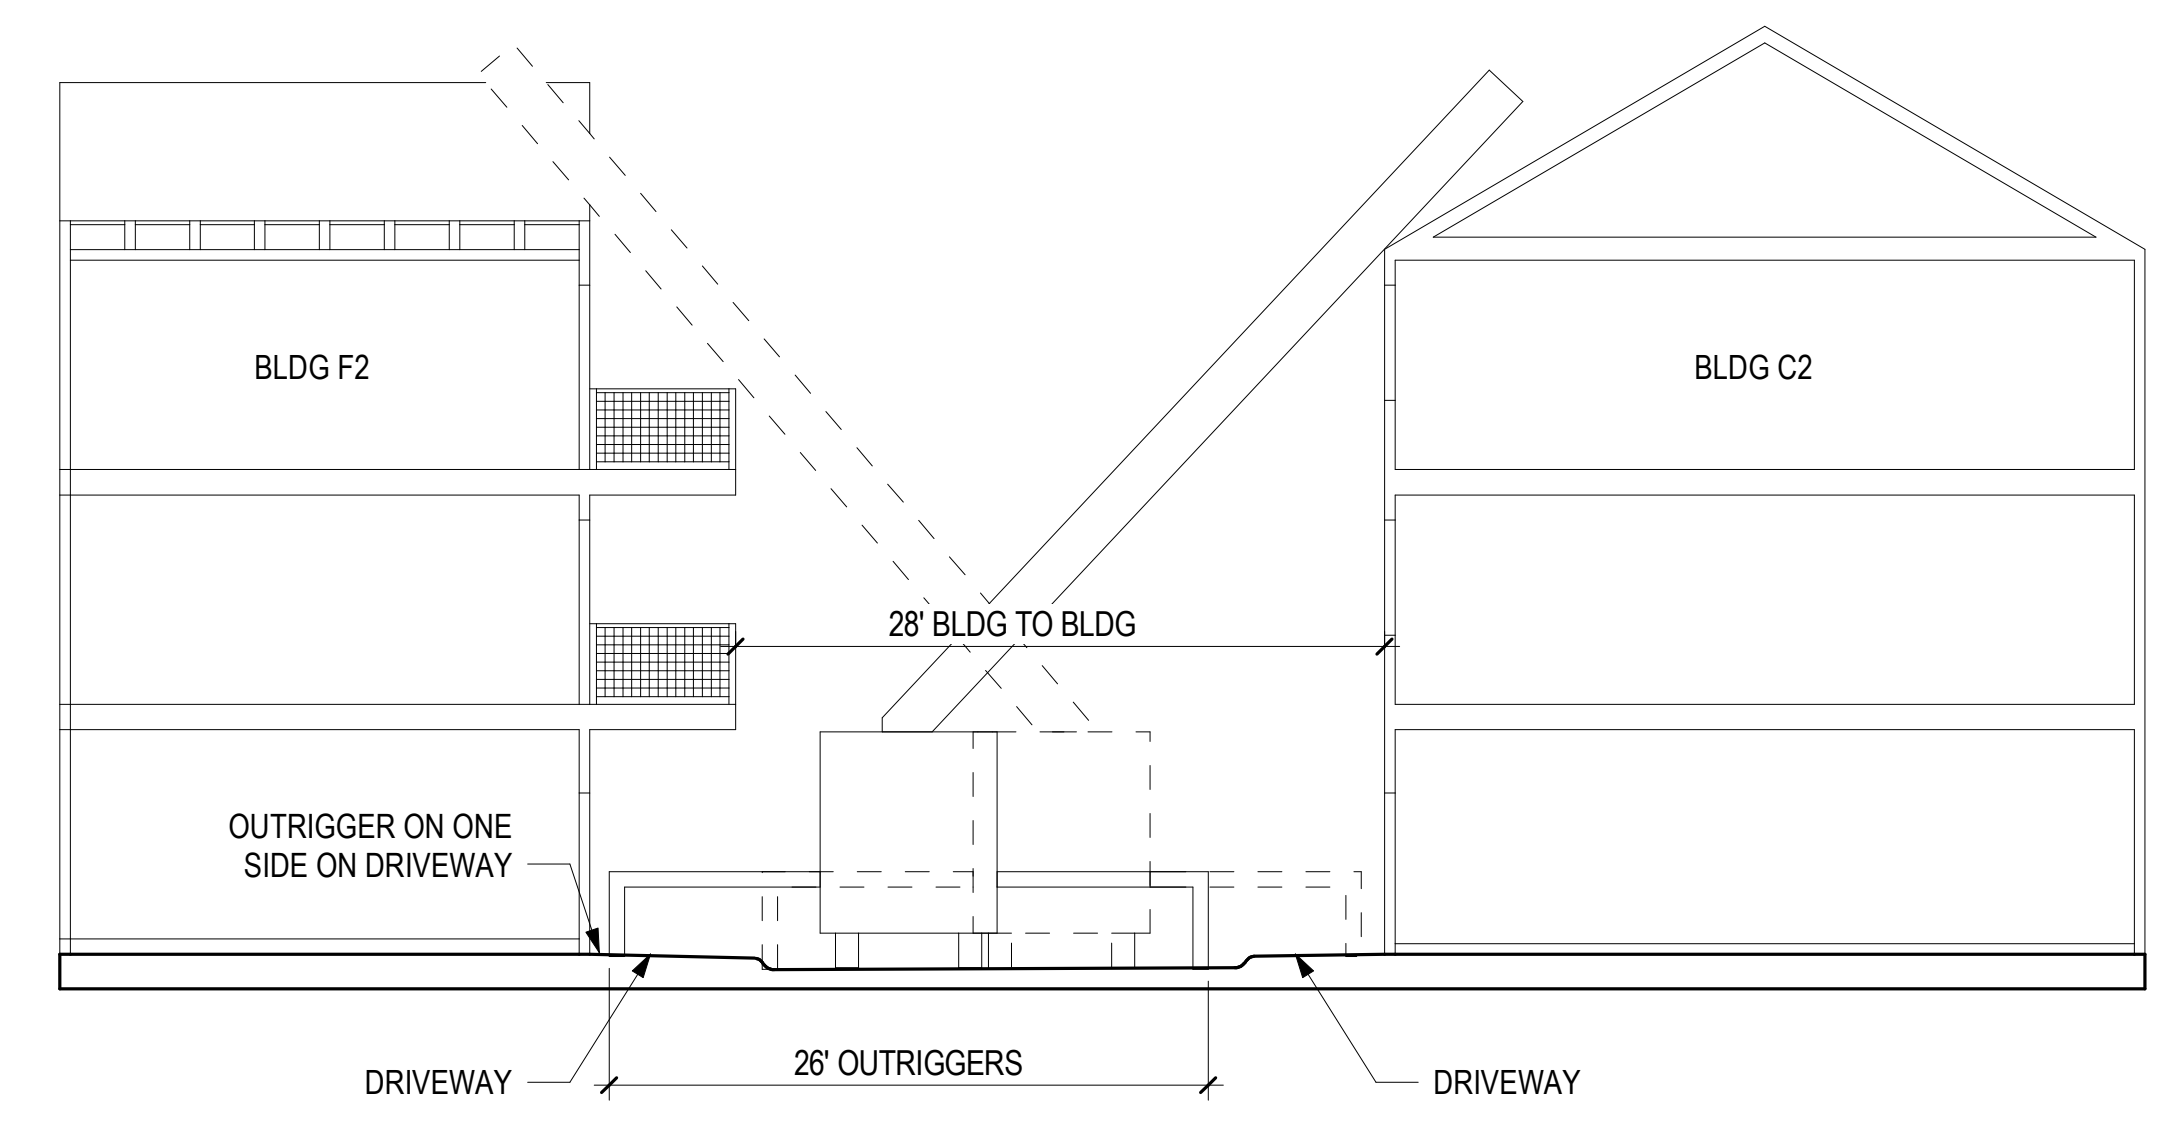 BLDG F2
BLDG C2
28' BLDG TO BLDG
OUTRIGGER ON ONE
SIDE ON DRIVEWAY
26' OUTRIGGERS
DRIVEWAY
DRIVEWAY